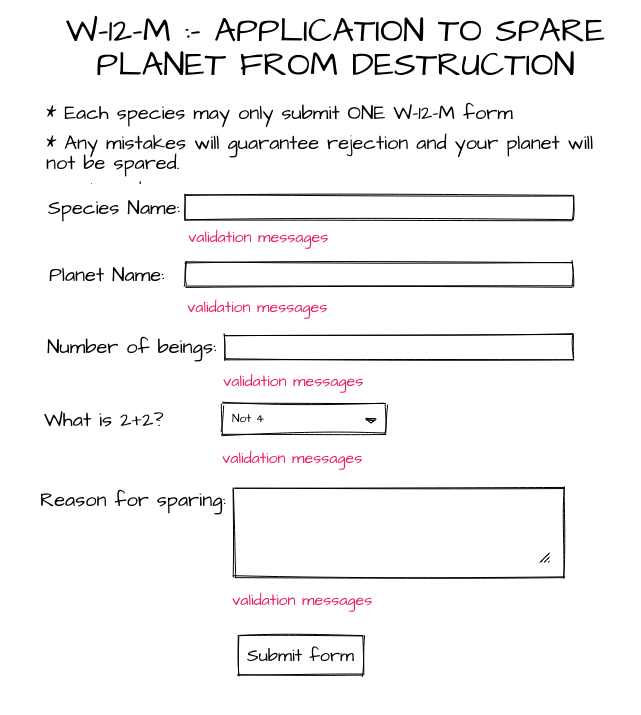 W-12-M :- APPLICATION TO SPARE
PLANET FROM DESTRUCTION
* Each species may only submit ONE W-12-M form
* Any mistakes will guarantee rejection and your planet will
not be spared.
Species Name:
validation messages
Planet Name:
validation messages
Number of beings:
validation messages
What is 2+2?
Not 4
validation messages
Reason for sparing:
validation messages
Submit form